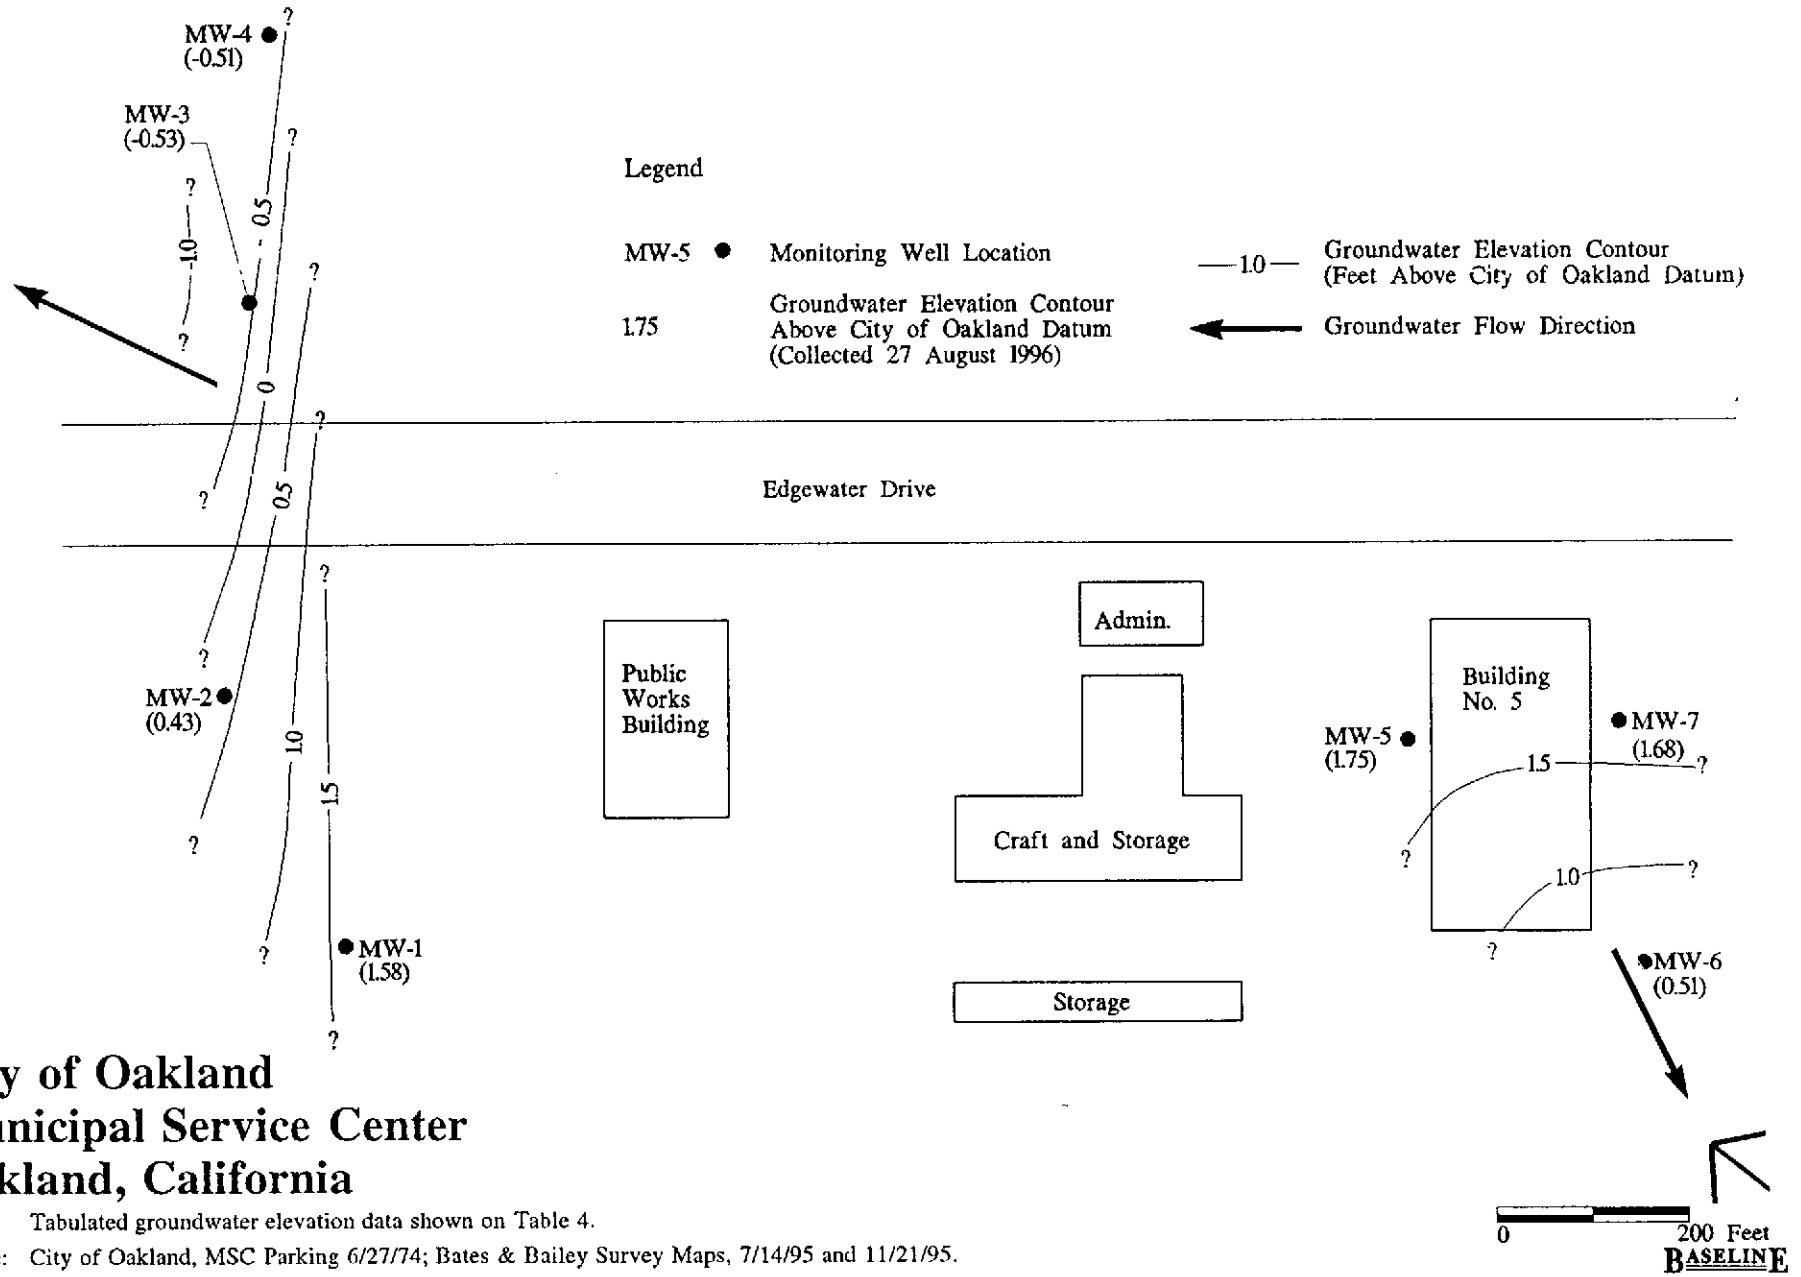 ?
MW-4
(-0.51)
MW-3
(-0.53)
?
?
-1.0
- 0.5
?
?
0
?
?
0.5
?
Legend
MW-5
Monitoring Well Location
1.75
Groundwater Elevation Contour
Above City of Oakland Datum
(Collected 27 August 1996)
—1.0—
Groundwater Elevation Contour
(Feet Above City of Oakland Datum)
Groundwater Flow Direction
Edgewater Drive
?
MW-2
(0.43)
1.0
1.5
?
?
MW-1
(1.58)
?
Public
Works
Building
Admin.
Craft and Storage
Storage
Building
No. 5
MW-5
(1.75)
MW-7
(1.68)
1.5
?
?
1.0
?
?
MW-6
(0.51)
y of Oakland
unicipal Service Center
kland, California
Tabulated groundwater elevation data shown on Table 4.
: City of Oakland, MSC Parking 6/27/74; Bates & Bailey Survey Maps, 7/14/95 and 11/21/95.
0
200 Feet
BASELINE